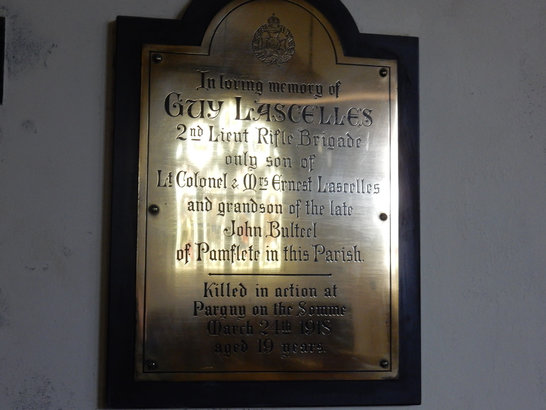 In loving memory of
GUY LASCELLES
2nd Lieut Rifle Brigade
only son of
Lt Colonel & Mrs Ernest Lascelles
and grandson of the late
John Bulteel
of Pamflete in this Parish.
Killed in action at
Pargny on the Somme
March 24th 1918
aged 19 years.